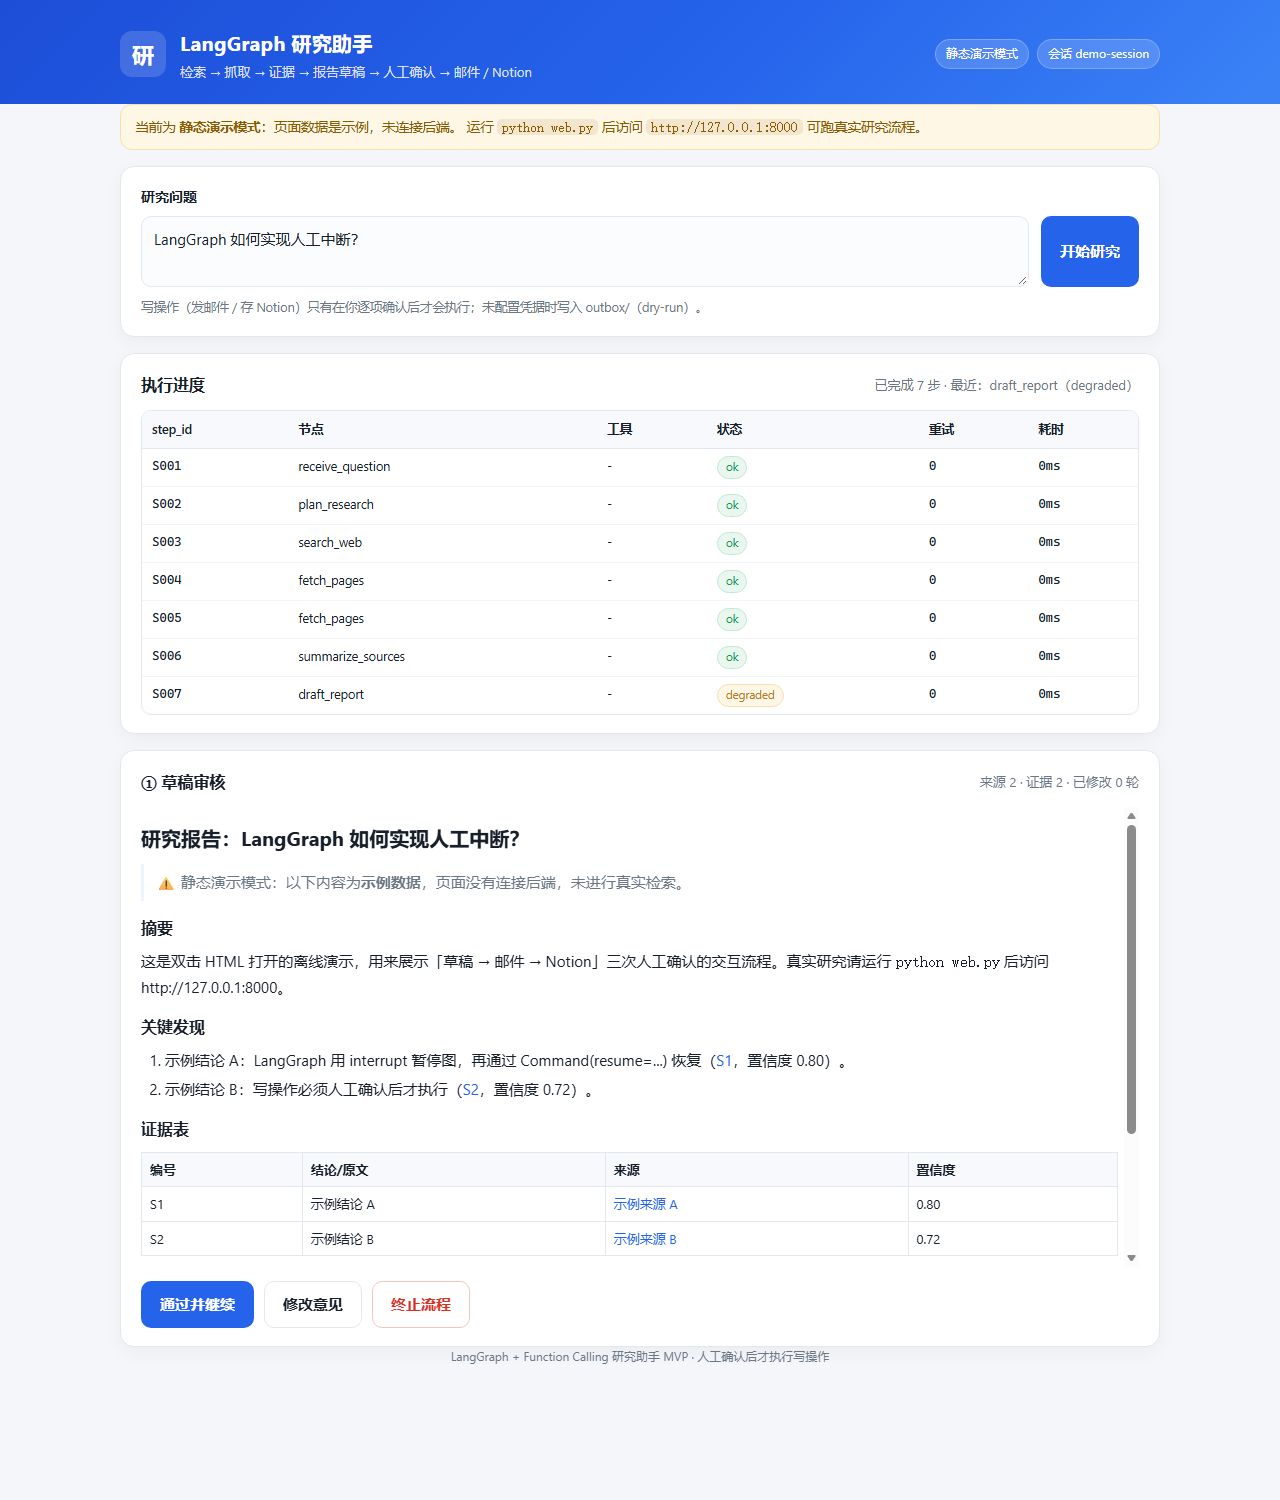 研
LangGraph 研究助手
检索 → 抓取 → 证据 → 报告草稿 → 人工确认 → 邮件 / Notion
静态演示模式
会话 demo-session
当前为 静态演示模式：页面数据是示例，未连接后端。 运行 python web.py 后访问 http://127.0.0.1:8000 可跑真实研究流程。
研究问题
LangGraph 如何实现人工中断？
开始研究
写操作（发邮件 / 存 Notion）只有在你逐项确认后才会执行；未配置凭据时写入 outbox/（dry-run）。
执行进度
已完成 7 步 · 最近：draft_report（degraded）
step_id 节点 工具 状态 重试 耗时
S001 receive_question - ok 0 0ms
S002 plan_research - ok 0 0ms
S003 search_web - ok 0 0ms
S004 fetch_pages - ok 0 0ms
S005 fetch_pages - ok 0 0ms
S006 summarize_sources - ok 0 0ms
S007 draft_report - degraded 0 0ms
① 草稿审核
来源 2 · 证据 2 · 已修改 0 轮
研究报告：LangGraph 如何实现人工中断？
⚠️ 静态演示模式：以下内容为示例数据，页面没有连接后端，未进行真实检索。
摘要
这是双击 HTML 打开的离线演示，用来展示「草稿 → 邮件 → Notion」三次人工确认的交互流程。真实研究请运行 python web.py 后访问
http://127.0.0.1:8000。
关键发现
1. 示例结论 A：LangGraph 用 interrupt 暂停图，再通过 Command(resume=...) 恢复（S1，置信度 0.80）。
2. 示例结论 B：写操作必须人工确认后才执行（S2，置信度 0.72）。
证据表
编号 结论/原文 来源 置信度
S1 示例结论 A 示例来源 A 0.80
S2 示例结论 B 示例来源 B 0.72
通过并继续
修改意见
终止流程
LangGraph + Function Calling 研究助手 MVP · 人工确认后才执行写操作